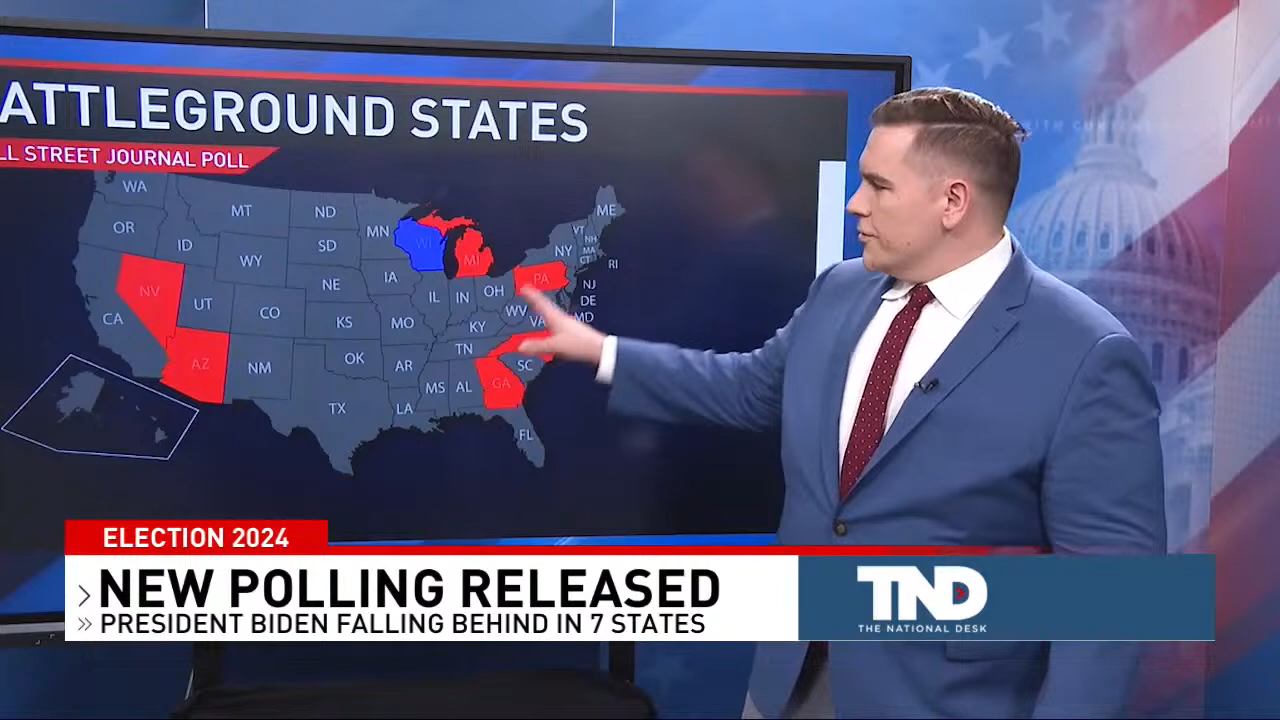 ATTLEGROUND STATES
LL STREET JOURNAL POLL
WA
MT
ND
MN
WI
ME
OR
ID
SD
VT
NH
MA
CT
NY
RI
WY
MI
NV
UT
NE
IA
IL
IN
OH
PA
NJ
DE
MD
CA
CO
KS
MO
KY
WV
VA
AZ
NM
OK
AR
TN
SC
TX
LA
MS
AL
GA
FL
ELECTION 2024
NEW POLLING RELEASED
PRESIDENT BIDEN FALLING BEHIND IN 7 STATES
TND
THE NATIONAL DESK